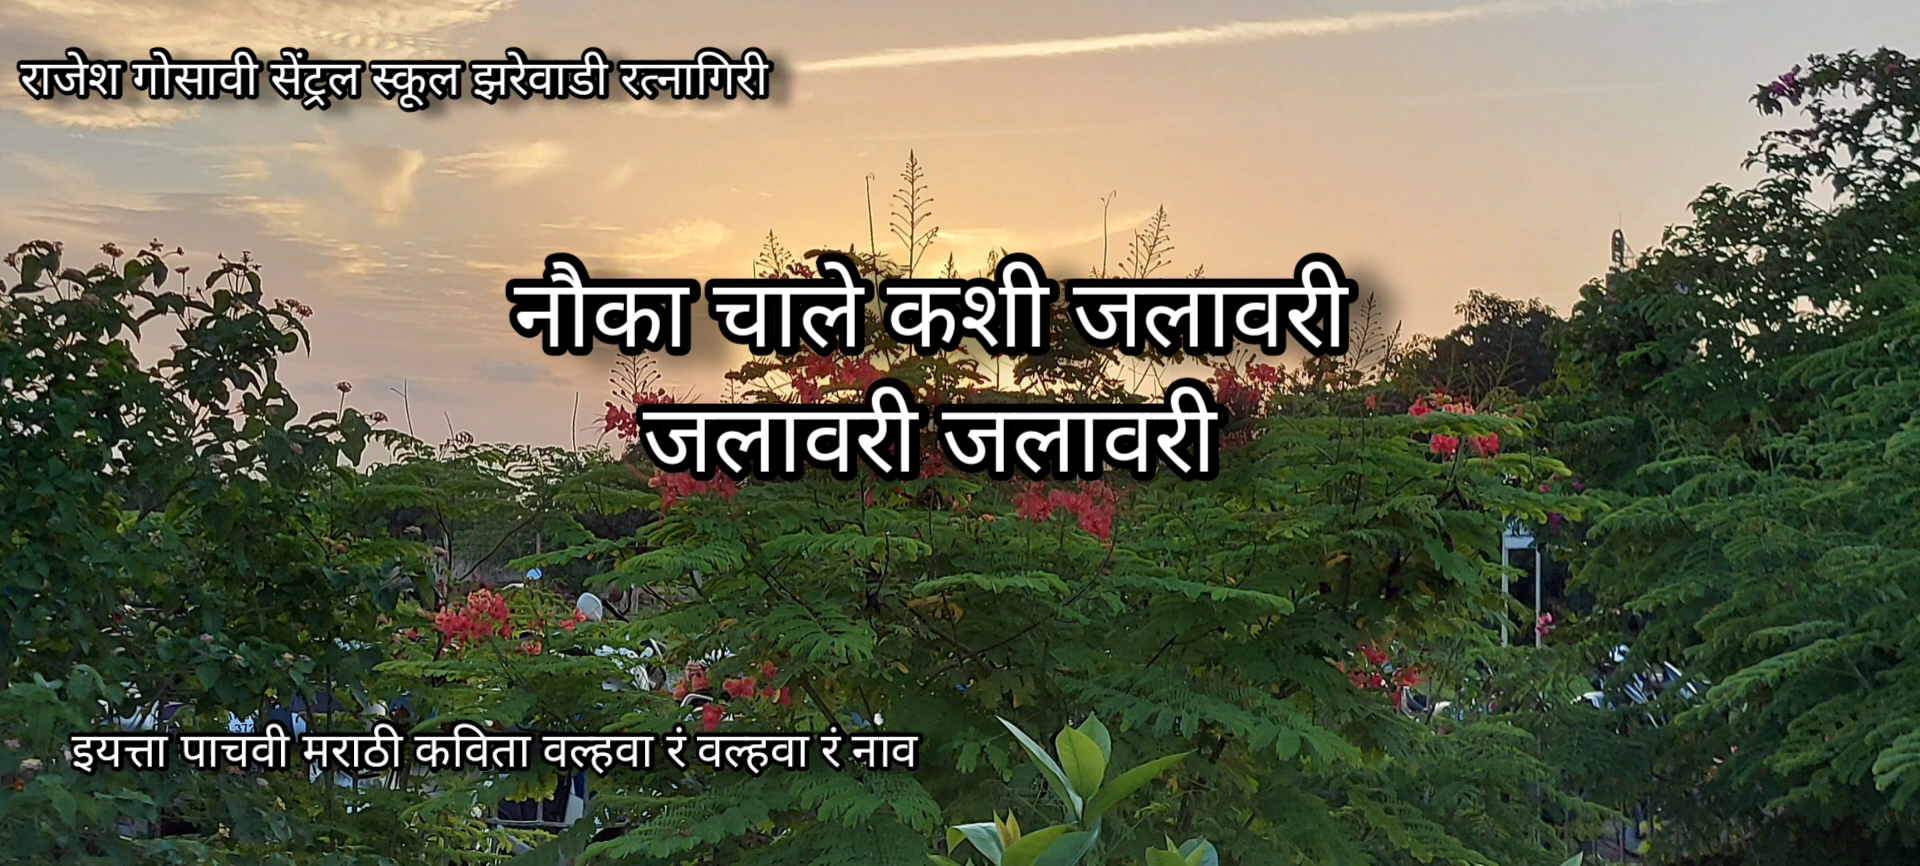 राजेश गोसावी सेंट्रल स्कूल झरेवाडी रत्नागिरी
नौका चाले कशी जलावरी
जलावरी जलावरी
इयत्ता पाचवी मराठी कविता वल्हवा रं वल्हवा रं नाव